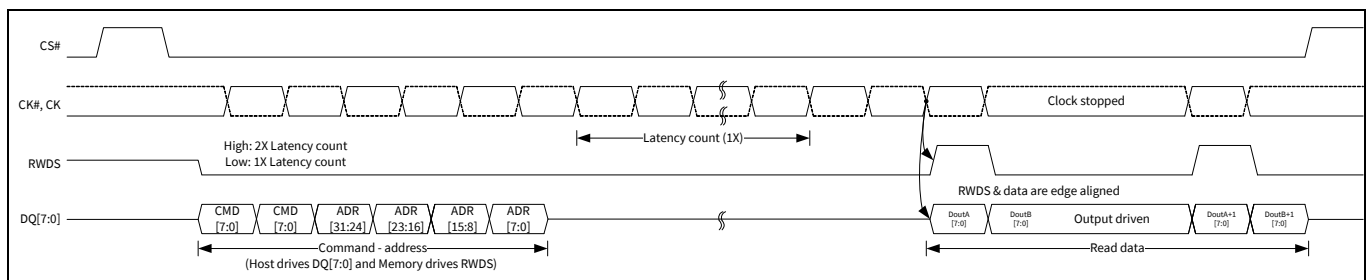 CS#
CK#, CK
Clock stopped
Latency count (1X)
High: 2X Latency count
Low: 1X Latency count
RWDS
RWDS & data are edge aligned
DQ[7:0]
CMD
[7:0]
CMD
[7:0]
ADR
[31:24]
ADR
[23:16]
ADR
[15:8]
ADR
[7:0]
DoutA
[7:0]
DoutB
[7:0]
Output driven
DoutA+1
[7:0]
DoutB+1
[7:0]
Command - address
(Host drives DQ[7:0] and Memory drives RWDS)
Read data